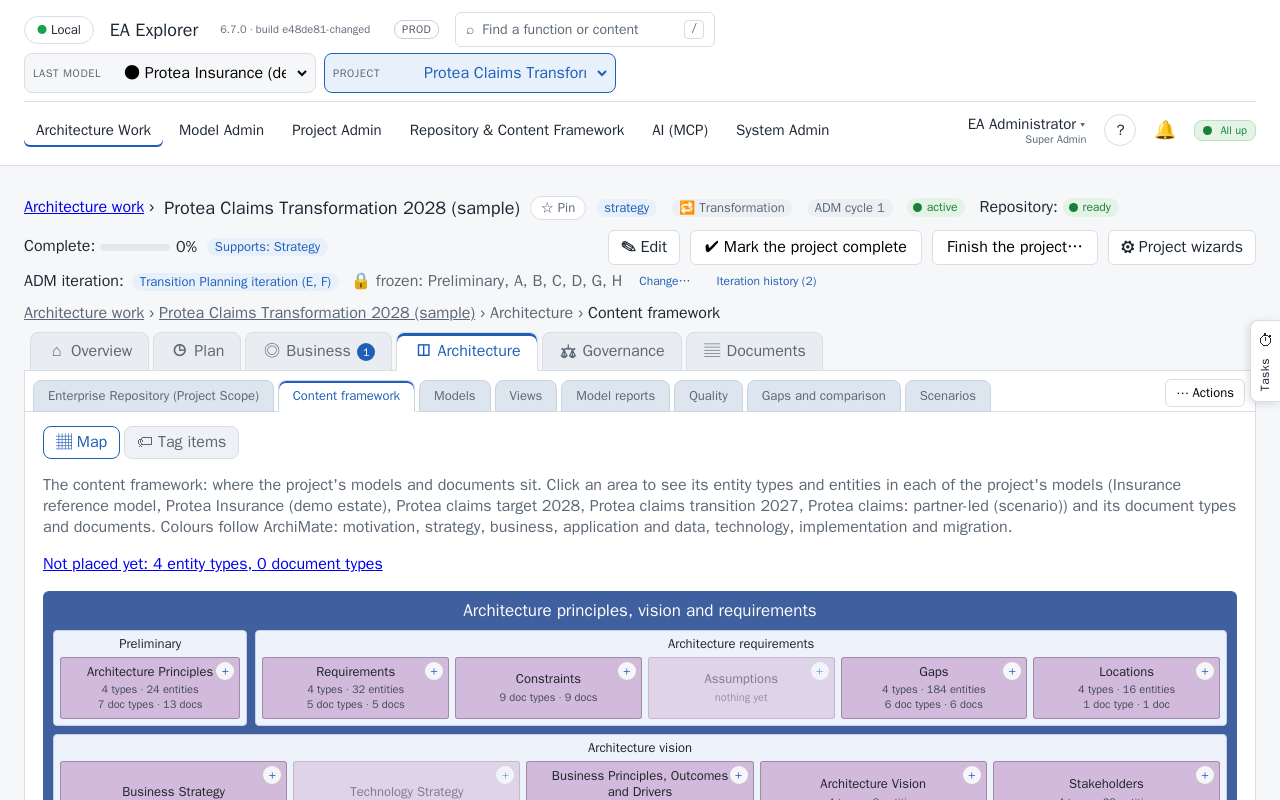 Local EA Explorer 6.7.0 · build e48de81-changed PROD Find a function or content /
LAST MODEL Protea Insurance (de PROJECT Protea Claims Transfor
Architecture Work Model Admin Project Admin Repository & Content Framework AI (MCP) System Admin EA Administrator ▾ ? All up
Super Admin
Architecture work › Protea Claims Transformation 2028 (sample) ☆ Pin strategy Transformation ADM cycle 1 active Repository: ready
Complete: 0% Supports: Strategy Edit ✔ Mark the project complete Finish the project⋯ Project wizards
ADM iteration: Transition Planning iteration (E, F) frozen: Preliminary, A, B, C, D, G, H Change⋯ Iteration history (2)
Architecture work › Protea Claims Transformation 2028 (sample) › Architecture › Content framework
Overview Plan Business 1 Architecture Governance Documents
Tasks
Enterprise Repository (Project Scope) Content framework Models Views Model reports Quality Gaps and comparison Scenarios ⋯ Actions
Map Tag items
The content framework: where the project's models and documents sit. Click an area to see its entity types and entities in each of the project's models (Insurance
reference model, Protea Insurance (demo estate), Protea claims target 2028, Protea claims transition 2027, Protea claims: partner-led (scenario)) and its document types
and documents. Colours follow ArchiMate: motivation, strategy, business, application and data, technology, implementation and migration.
Not placed yet: 4 entity types, 0 document types
Architecture principles, vision and requirements
Preliminary Architecture requirements
Architecture Principles + Requirements + Constraints + Assumptions + Gaps + Locations +
4 types · 24 entities 4 types · 32 entities 9 doc types · 9 docs nothing yet 4 types · 184 entities 4 types · 16 entities
7 doc types · 13 docs 5 doc types · 5 docs 6 doc types · 6 docs 1 doc type · 1 doc
Architecture vision
Business Strategy + Technology Strategy + Business Principles, Outcomes + Architecture Vision + Stakeholders +
and Drivers